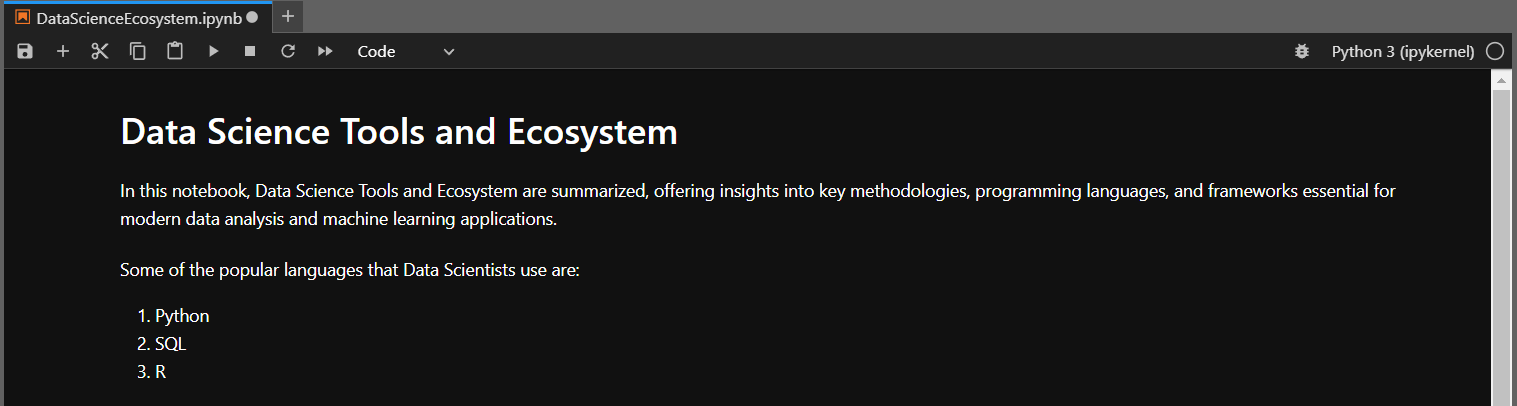 DataScienceEcosystem.ipynb
Code
Python 3 (ipykernel)
Data Science Tools and Ecosystem
In this notebook, Data Science Tools and Ecosystem are summarized, offering insights into key methodologies, programming languages, and frameworks essential for
modern data analysis and machine learning applications.
Some of the popular languages that Data Scientists use are:
1. Python
2. SQL
3. R